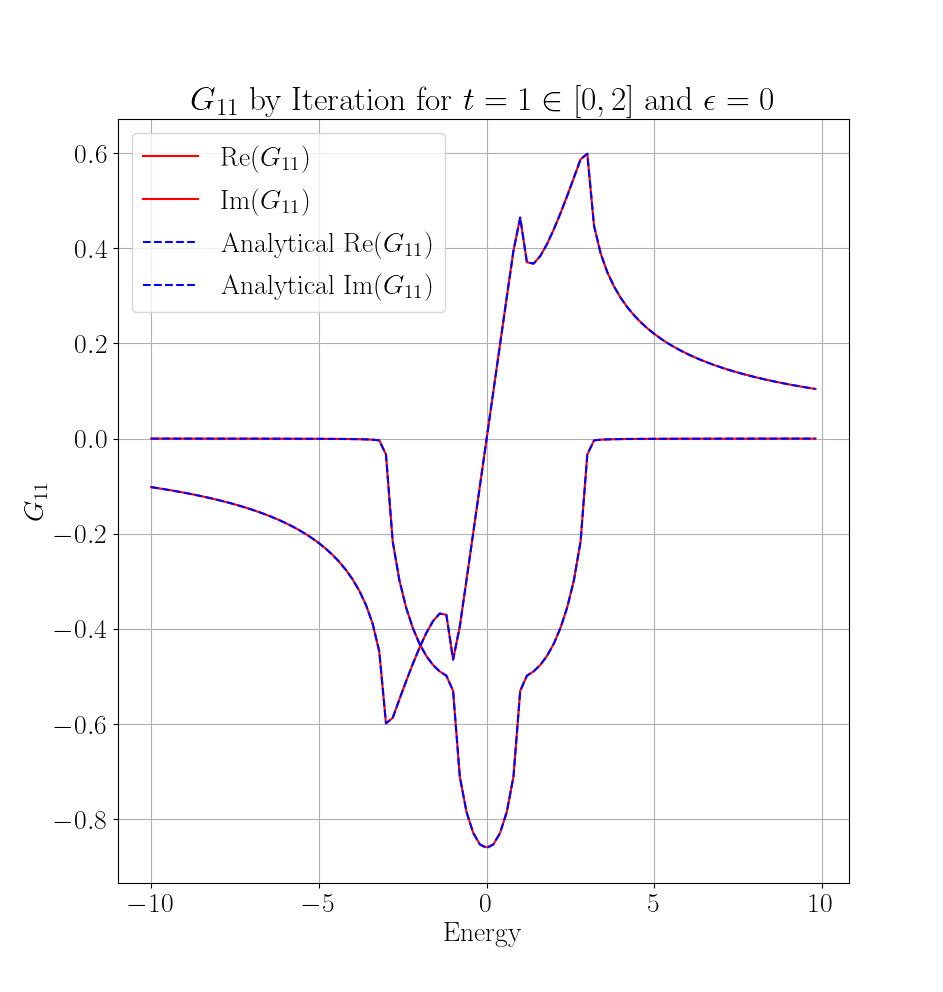 G₁₁ by Iteration for t = 1 ∈ [0, 2] and ϵ = 0
Re(G₁₁)
Im(G₁₁)
Analytical Re(G₁₁)
Analytical Im(G₁₁)
0.6
0.4
0.2
0.0
−0.2
−0.4
−0.6
−0.8
G₁₁
−10
−5
0
5
10
Energy